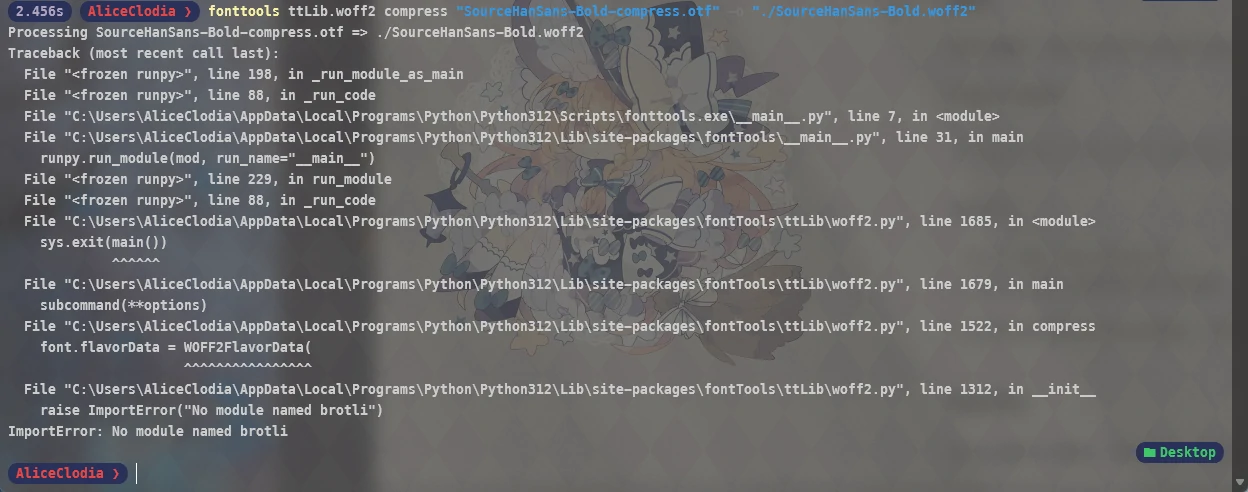 2.456s AliceClodia ❯ fonttools ttLib.woff2 compress "SourceHanSans-Bold-compress.otf" -o "./SourceHanSans-Bold.woff2"
Processing SourceHanSans-Bold-compress.otf => ./SourceHanSans-Bold.woff2
Traceback (most recent call last):
  File "<frozen runpy>", line 198, in _run_module_as_main
  File "<frozen runpy>", line 88, in _run_code
  File "C:\Users\AliceClodia\AppData\Local\Programs\Python\Python312\Scripts\fonttools.exe\__main__.py", line 7, in <module>
  File "C:\Users\AliceClodia\AppData\Local\Programs\Python\Python312\Lib\site-packages\fontTools\__main__.py", line 31, in main
    runpy.run_module(mod, run_name="__main__")
  File "<frozen runpy>", line 229, in run_module
  File "<frozen runpy>", line 88, in _run_code
  File "C:\Users\AliceClodia\AppData\Local\Programs\Python\Python312\Lib\site-packages\fontTools\ttLib\woff2.py", line 1685, in <module>
    sys.exit(main())
             ^^^^^^
  File "C:\Users\AliceClodia\AppData\Local\Programs\Python\Python312\Lib\site-packages\fontTools\ttLib\woff2.py", line 1679, in main
    subcommand(**options)
  File "C:\Users\AliceClodia\AppData\Local\Programs\Python\Python312\Lib\site-packages\fontTools\ttLib\woff2.py", line 1522, in compress
    font.flavorData = WOFF2FlavorData(
                      ^^^^^^^^^^^^^^^^
  File "C:\Users\AliceClodia\AppData\Local\Programs\Python\Python312\Lib\site-packages\fontTools\ttLib\woff2.py", line 1312, in __init__
    raise ImportError("No module named brotli")
ImportError: No module named brotli
Desktop
AliceClodia ❯